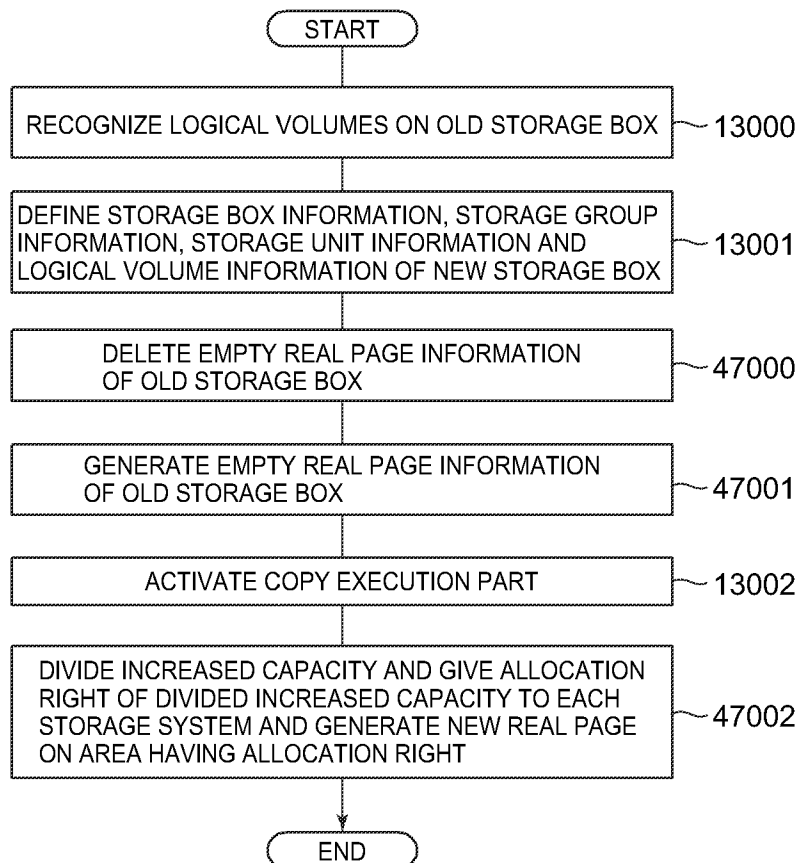 START
RECOGNIZE LOGICAL VOLUMES ON OLD STORAGE BOX
13000
DEFINE STORAGE BOX INFORMATION, STORAGE GROUP
INFORMATION, STORAGE UNIT INFORMATION AND
LOGICAL VOLUME INFORMATION OF NEW STORAGE BOX
13001
DELETE EMPTY REAL PAGE INFORMATION
OF OLD STORAGE BOX
47000
GENERATE EMPTY REAL PAGE INFORMATION
OF OLD STORAGE BOX
47001
ACTIVATE COPY EXECUTION PART
13002
DIVIDE INCREASED CAPACITY AND GIVE ALLOCATION
RIGHT OF DIVIDED INCREASED CAPACITY TO EACH
STORAGE SYSTEM AND GENERATE NEW REAL PAGE
ON AREA HAVING ALLOCATION RIGHT
47002
END